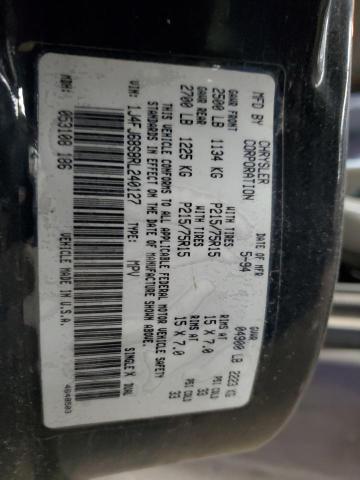 MFD BY CHRYSLER CORPORATION DATE OF MFR 5-94 GVWR 04900 LB 2223 KG
GAWR FRONT WITH TIRES RIMS AT PSI COLD
2500 LB 1134 KG P215/75R15 15 X 7.0 33
GAWR REAR WITH TIRES RIMS AT PSI COLD
2700 LB 1225 KG P215/75R15 15 X 7.0 33
THIS VEHICLE CONFORMS TO ALL APPLICABLE FEDERAL MOTOR VEHICLE SAFETY
STANDARDS IN EFFECT ON THE DATE OF MANUFACTURE SHOWN ABOVE.
VIN: 1J4FJ68S9RL240127 TYPE: MPV SINGLE X DUAL
MDH: 053108 106 VEHICLE MADE IN U.S.A. 4648503